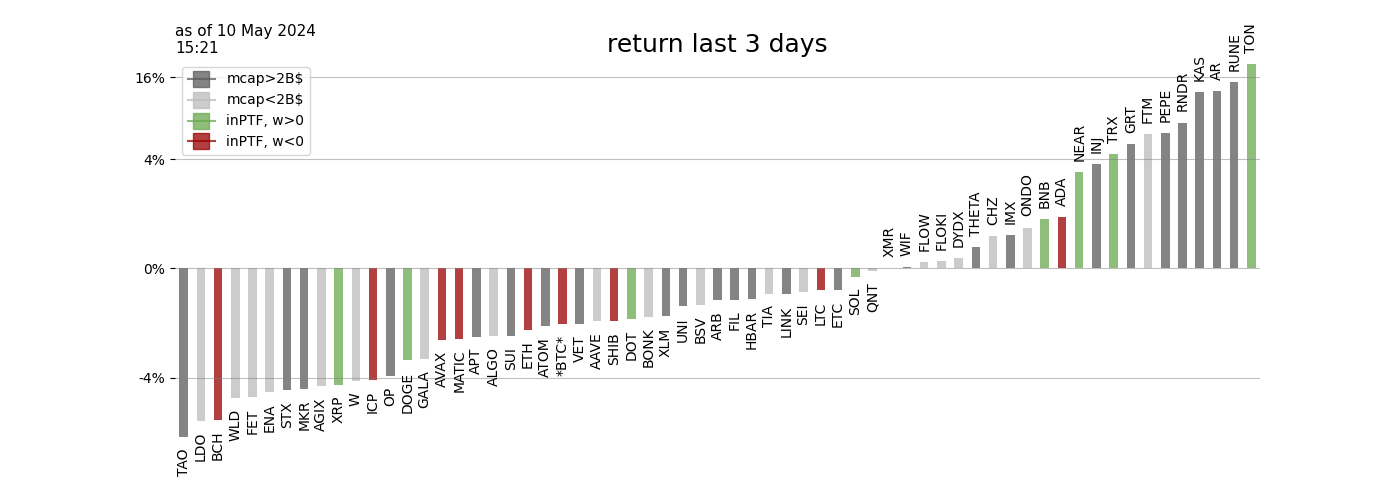 as of 10 May 2024
15:21
return last 3 days
mcap>2B$
mcap<2B$
inPTF, w>0
inPTF, w<0
16%
4%
0%
-4%
TAO
LDO
BCH
WLD
FET
ENA
STX
MKR
AGIX
XRP
W
ICP
OP
DOGE
GALA
AVAX
MATIC
APT
ALGO
SUI
ETH
ATOM
*BTC*
VET
AAVE
SHIB
DOT
BONK
XLM
UNI
BSV
ARB
FIL
HBAR
TIA
LINK
SEI
LTC
ETC
SOL
QNT
XMR
WIF
FLOW
FLOKI
DYDX
THETA
CHZ
IMX
ONDO
BNB
ADA
NEAR
INJ
TRX
GRT
FTM
PEPE
RNDR
KAS
AR
RUNE
TON